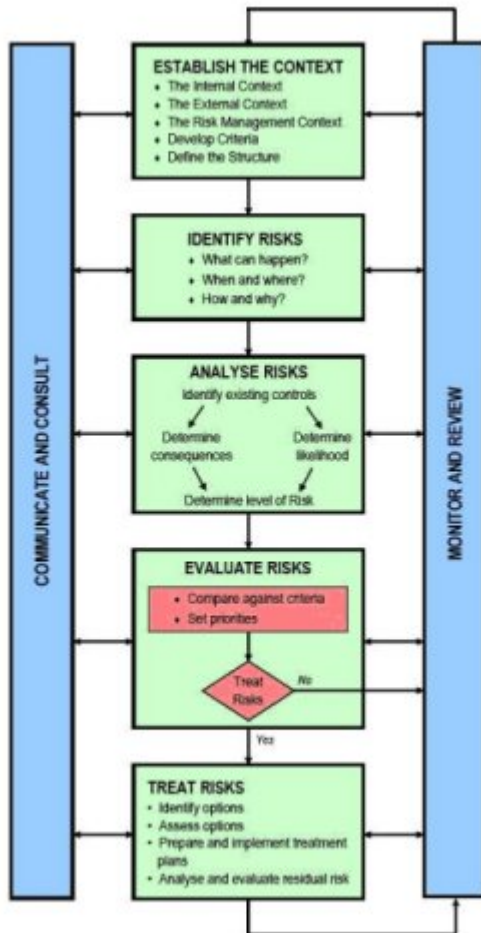 COMMUNICATE AND CONSULT
ESTABLISH THE CONTEXT
♦ The Internal Context
♦ The External Context
♦ The Risk Management Context
♦ Develop Criteria
♦ Define the Structure
IDENTIFY RISKS
♦ What can happen?
♦ When and where?
♦ How and why?
ANALYSE RISKS
Identify existing controls
Determine
consequences
Determine
likelihood
Determine level of Risk
EVALUATE RISKS
♦ Compare against criteria
♦ Set priorities
Treat
Risks
No
Yes
TREAT RISKS
• Identify options
• Assess options
• Prepare and implement treatment
plans
• Analyse and evaluate residual risk
MONITOR AND REVIEW